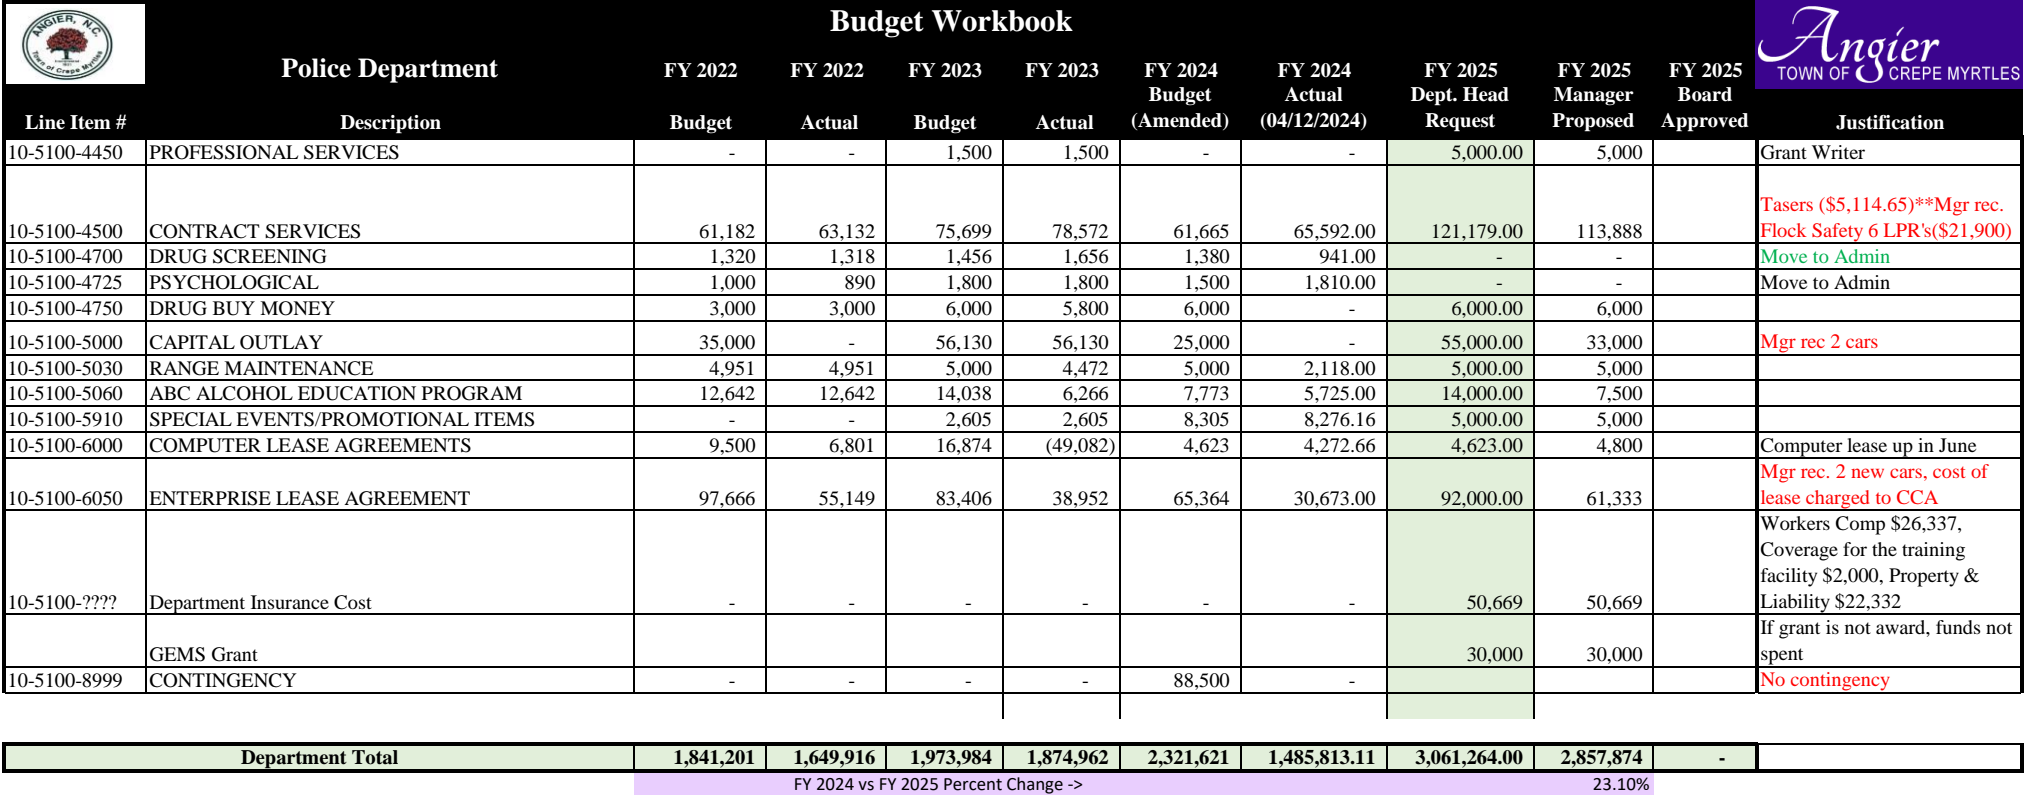 Budget Workbook
ANGIER, N.C.
Town of Crepe Myrtles
Angier
TOWN OF CREPE MYRTLES
Police Department FY 2022 FY 2022 FY 2023 FY 2023 FY 2024 FY 2024 FY 2025 FY 2025 FY 2025
Budget Actual Dept. Head Manager Board
Line Item # Description Budget Actual Budget Actual (Amended) (04/12/2024) Request Proposed Approved Justification
10-5100-4450 PROFESSIONAL SERVICES - - 1,500 1,500 - - 5,000.00 5,000 Grant Writer
Tasers ($5,114.65)**Mgr rec.
10-5100-4500 CONTRACT SERVICES 61,182 63,132 75,699 78,572 61,665 65,592.00 121,179.00 113,888 Flock Safety 6 LPR's($21,900)
10-5100-4700 DRUG SCREENING 1,320 1,318 1,456 1,656 1,380 941.00 - - Move to Admin
10-5100-4725 PSYCHOLOGICAL 1,000 890 1,800 1,800 1,500 1,810.00 - - Move to Admin
10-5100-4750 DRUG BUY MONEY 3,000 3,000 6,000 5,800 6,000 - 6,000.00 6,000
10-5100-5000 CAPITAL OUTLAY 35,000 - 56,130 56,130 25,000 - 55,000.00 33,000 Mgr rec 2 cars
10-5100-5030 RANGE MAINTENANCE 4,951 4,951 5,000 4,472 5,000 2,118.00 5,000.00 5,000
10-5100-5060 ABC ALCOHOL EDUCATION PROGRAM 12,642 12,642 14,038 6,266 7,773 5,725.00 14,000.00 7,500
10-5100-5910 SPECIAL EVENTS/PROMOTIONAL ITEMS - - 2,605 2,605 8,305 8,276.16 5,000.00 5,000
10-5100-6000 COMPUTER LEASE AGREEMENTS 9,500 6,801 16,874 (49,082) 4,623 4,272.66 4,623.00 4,800 Computer lease up in June
Mgr rec. 2 new cars, cost of
10-5100-6050 ENTERPRISE LEASE AGREEMENT 97,666 55,149 83,406 38,952 65,364 30,673.00 92,000.00 61,333 lease charged to CCA
Workers Comp $26,337,
Coverage for the training
facility $2,000, Property &
10-5100-???? Department Insurance Cost - - - - - - 50,669 50,669 Liability $22,332
If grant is not award, funds not
GEMS Grant 30,000 30,000 spent
10-5100-8999 CONTINGENCY - - - - 88,500 - No contingency
Department Total 1,841,201 1,649,916 1,973,984 1,874,962 2,321,621 1,485,813.11 3,061,264.00 2,857,874 -
FY 2024 vs FY 2025 Percent Change -> 23.10%